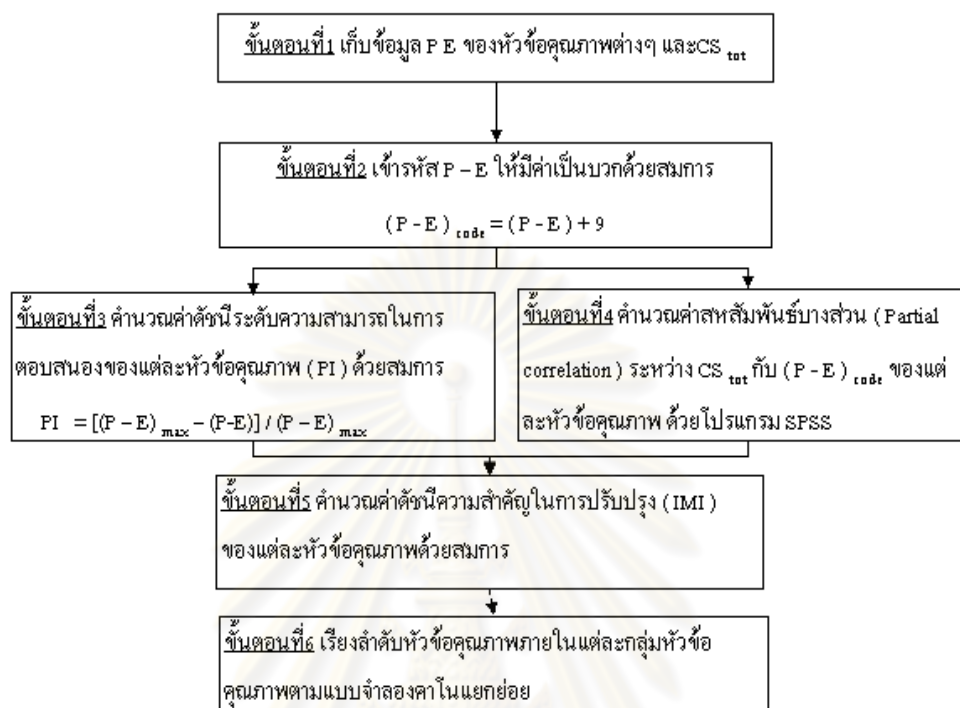 ขั้นตอนที่1 เก็บข้อมูล P E ของหัวข้อคุณภาพต่างๆ และCS tot
ขั้นตอนที่2 เข้ารหัส P – E ให้มีค่าเป็นบวกด้วยสมการ
(P - E) code = (P - E) + 9
ขั้นตอนที่3 คำนวณค่าดัชนีระดับความสามารถในการ
ตอบสนองของแต่ละหัวข้อคุณภาพ (PI) ด้วยสมการ
PI = [(P – E) max – (P-E)] / (P – E) max
ขั้นตอนที่4 คำนวณค่าสหสัมพันธ์บางส่วน (Partial
correlation) ระหว่าง CS tot กับ (P - E) code ของแต่
ละหัวข้อคุณภาพ ด้วยโปรแกรม SPSS
ขั้นตอนที่5 คำนวณค่าดัชนีความสำคัญในการปรับปรุง (IMI)
ของแต่ละหัวข้อคุณภาพด้วยสมการ
ขั้นตอนที่6 เรียงลำดับหัวข้อคุณภาพภายในแต่ละกลุ่มหัวข้อ
คุณภาพตามแบบจำลองคาโนแยกย่อย